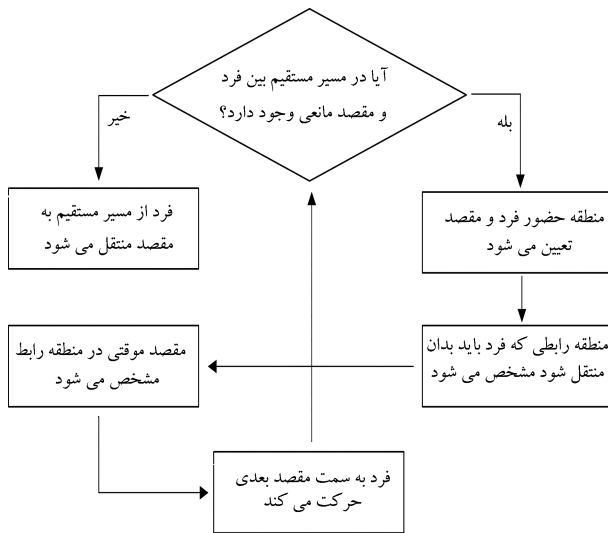 آیا در مسیر مستقیم بین فرد
و مقصد مانعی وجود دارد؟
بله
خیر
منطقه حضور فرد و مقصد
تعیین می شود
فرد از مسیر مستقیم به
مقصد منتقل می شود
منطقه رابطی که فرد باید بدان
منتقل شود مشخص می شود
مقصد موقتی در منطقه رابط
مشخص می شود
فرد به سمت مقصد بعدی
حرکت می کند